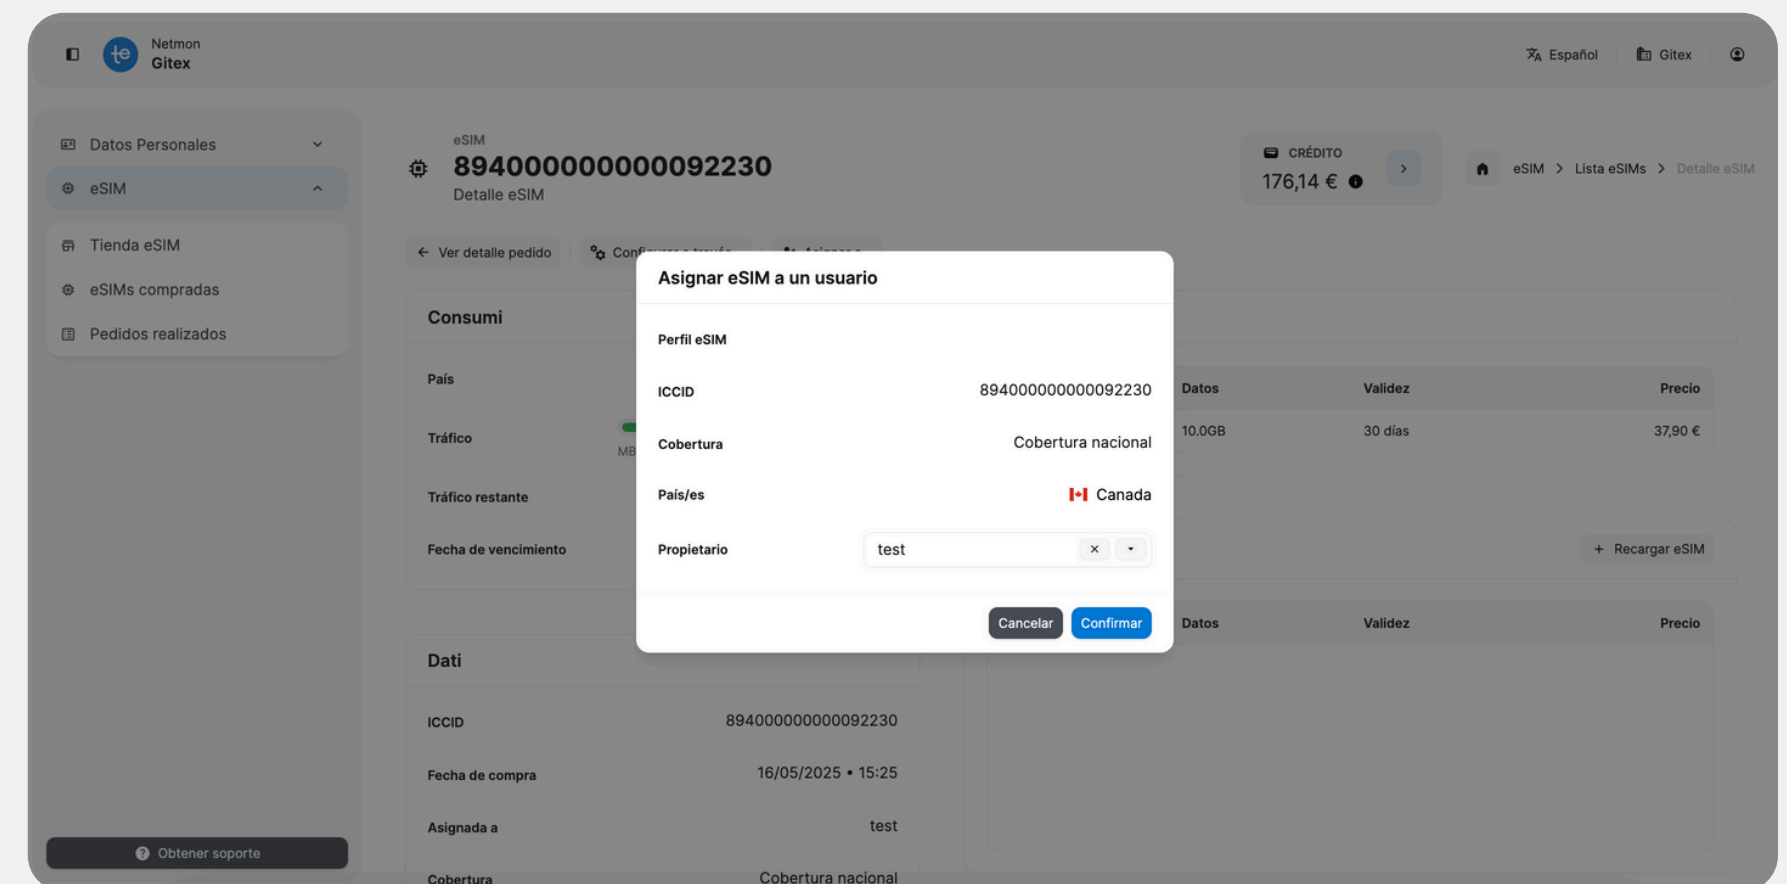 Netmon
Gitex
Español
Gitex
Datos Personales
eSIM
Tienda eSIM
eSIMs compradas
Pedidos realizados
Obtener soporte
eSIM
894000000000092230
Detalle eSIM
CRÉDITO
176,14 €
eSIM > Lista eSIMs > Detalle eSIM
Ver detalle pedido
Consumi
País
Tráfico
MB
Tráfico restante
Fecha de vencimiento
Asignar eSIM a un usuario
Perfil eSIM
ICCID 894000000000092230
Cobertura Cobertura nacional
País/es Canada
Propietario test
Cancelar Confirmar
Datos Validez Precio
10.0GB 30 días 37,90 €
+ Recargar eSIM
Datos Validez Precio
Dati
ICCID 894000000000092230
Fecha de compra 16/05/2025 • 15:25
Asignada a test
Cobertura Cobertura nacional